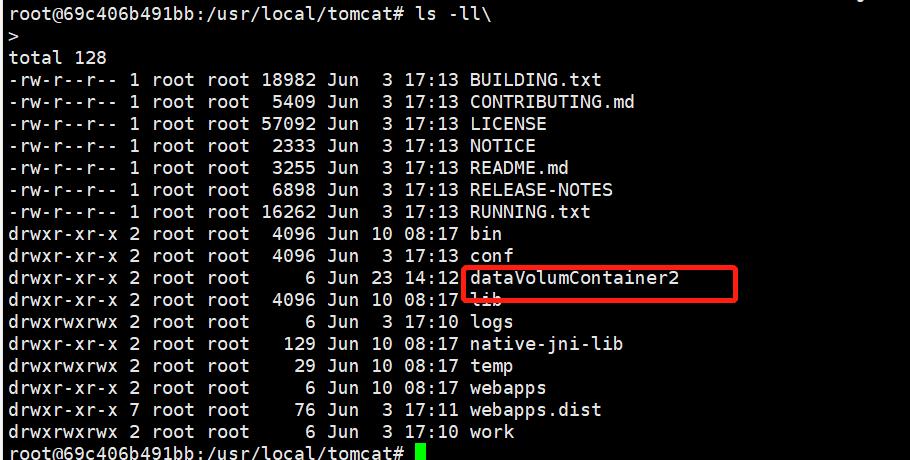 root@69c406b491bb:/usr/local/tomcat# ls -ll\
>
total 128
-rw-r--r-- 1 root root 18982 Jun  3 17:13 BUILDING.txt
-rw-r--r-- 1 root root  5409 Jun  3 17:13 CONTRIBUTING.md
-rw-r--r-- 1 root root 57092 Jun  3 17:13 LICENSE
-rw-r--r-- 1 root root  2333 Jun  3 17:13 NOTICE
-rw-r--r-- 1 root root  3255 Jun  3 17:13 README.md
-rw-r--r-- 1 root root  6898 Jun  3 17:13 RELEASE-NOTES
-rw-r--r-- 1 root root 16262 Jun  3 17:13 RUNNING.txt
drwxr-xr-x 2 root root  4096 Jun 10 08:17 bin
drwxr-xr-x 2 root root  4096 Jun  3 17:13 conf
drwxr-xr-x 2 root root     6 Jun 23 14:12 dataVolumContainer2
drwxr-xr-x 2 root root  4096 Jun 10 08:17 lib
drwxrwxrwx 2 root root     6 Jun  3 17:10 logs
drwxr-xr-x 2 root root   129 Jun 10 08:17 native-jni-lib
drwxrwxrwx 2 root root    29 Jun 10 08:17 temp
drwxr-xr-x 2 root root     6 Jun 10 08:17 webapps
drwxr-xr-x 7 root root    76 Jun  3 17:11 webapps.dist
drwxrwxrwx 2 root root     6 Jun  3 17:10 work
root@69c406b491bb:/usr/local/tomcat#